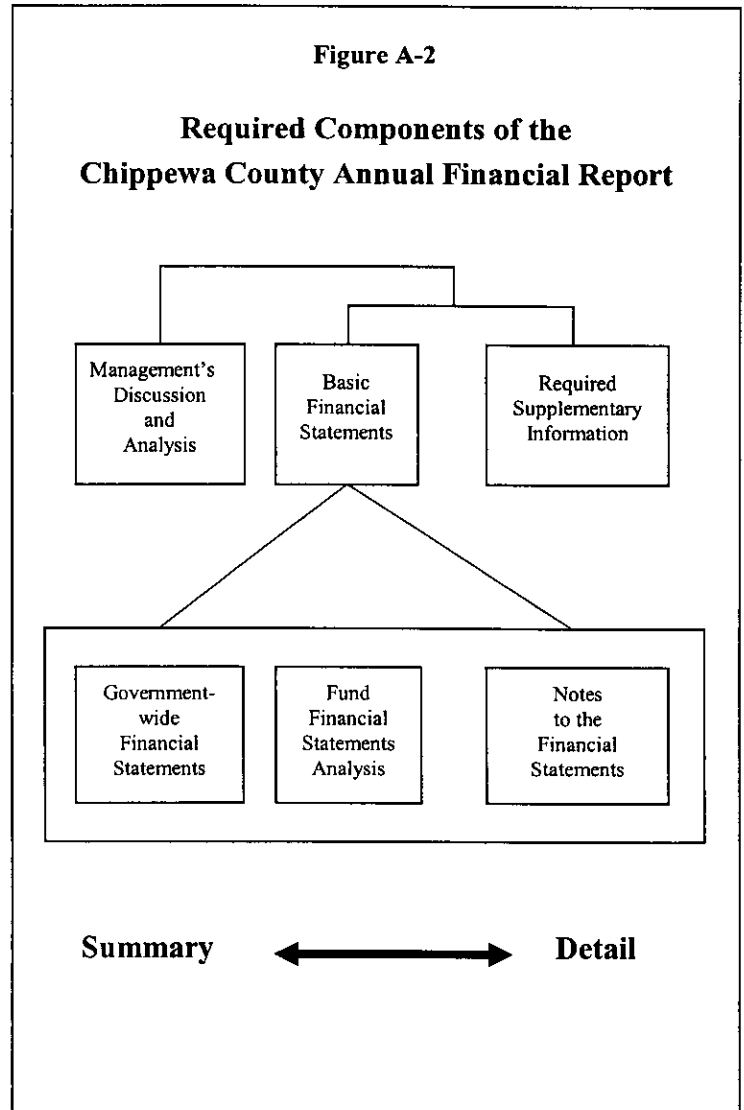 Figure A-2
Required Components of the
Chippewa County Annual Financial Report
Management's
Discussion
and
Analysis
Basic
Financial
Statements
Required
Supplementary
Information
Government-
wide
Financial
Statements
Fund
Financial
Statements
Analysis
Notes
to the
Financial
Statements
Summary
Detail